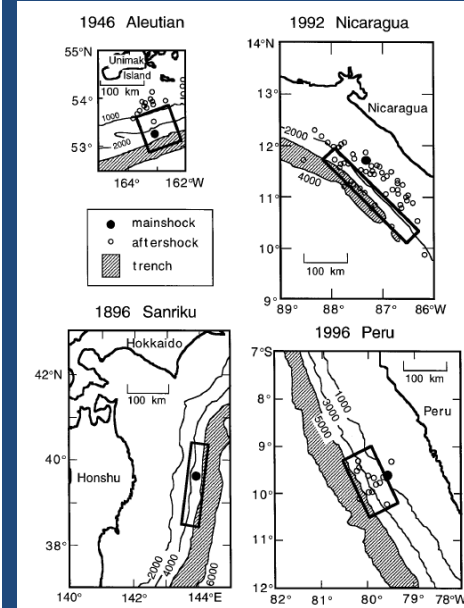 1946 Aleutian
55°N
Unimak
Island
100 km
54°
1000
2000
53°
164°
162°W
1992 Nicaragua
14°N
13°
Nicaragua
2000
12°
4000
11°
10°
100 km
9°
89°
88°
87°
86°W
mainshock
aftershock
trench
1896 Sanriku
Hokkaido
42°N
100 km
40°
Honshu
38°
2000
4000
6000
140°
142°
144°E
1996 Peru
7°S
100 km
8°
1000
3000
5000
Peru
9°
10°
11°
12°
82°
81°
80°
79°
78°W